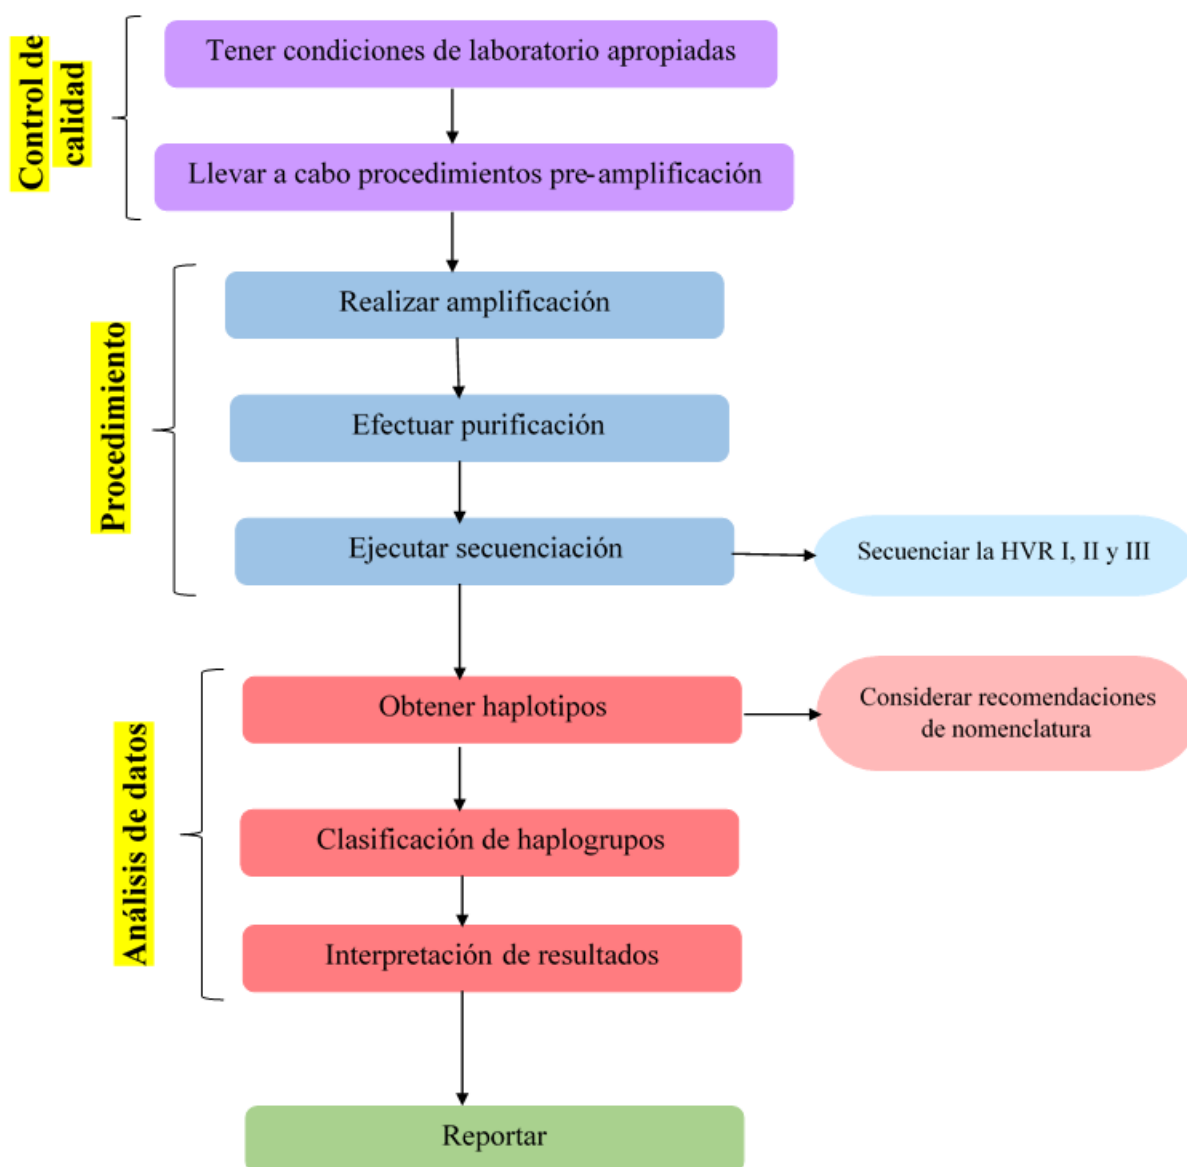 Control de
calidad
Tener condiciones de laboratorio apropiadas
Llevar a cabo procedimientos pre-amplificación
Procedimiento
Realizar amplificación
Efectuar purificación
Ejecutar secuenciación
Secuenciar la HVR I, II y III
Análisis de datos
Obtener haplotipos
Considerar recomendaciones
de nomenclatura
Clasificación de haplogrupos
Interpretación de resultados
Reportar